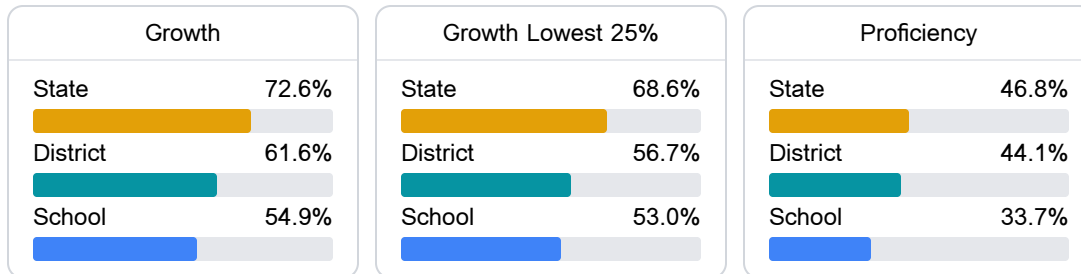 Growth
State 72.6%
District 61.6%
School 54.9%
Growth Lowest 25%
State 68.6%
District 56.7%
School 53.0%
Proficiency
State 46.8%
District 44.1%
School 33.7%